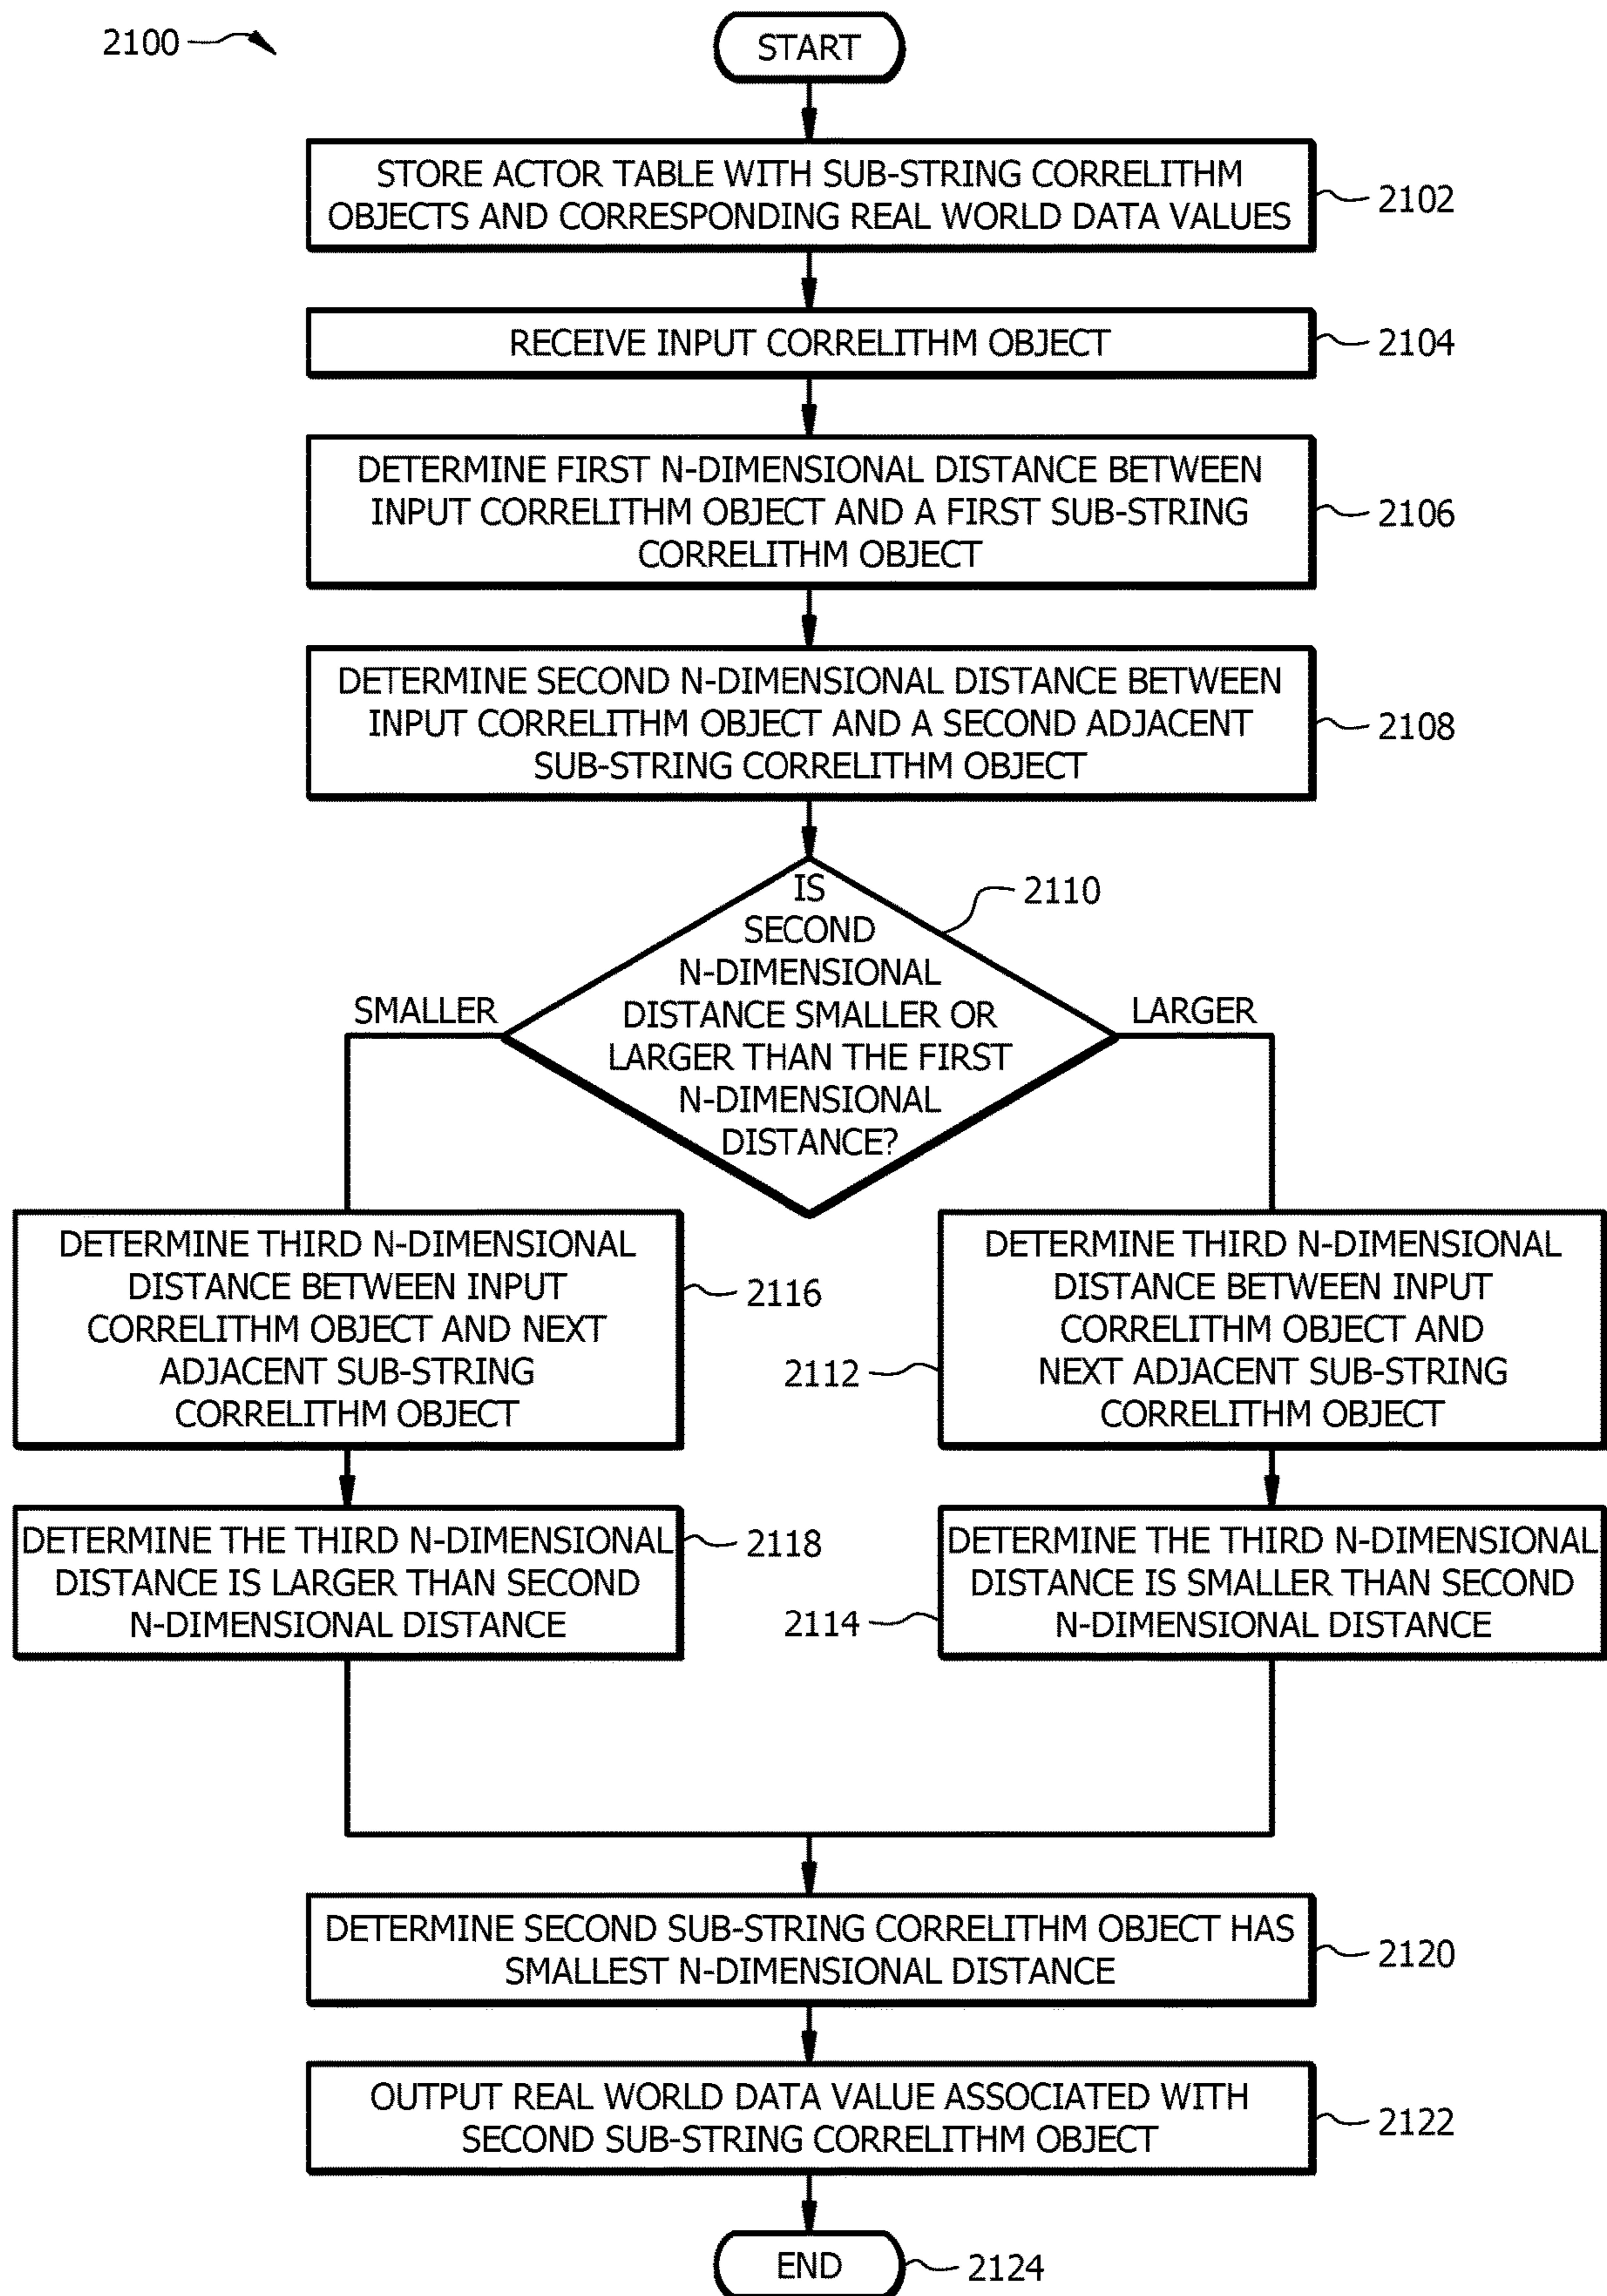 2100
START
STORE ACTOR TABLE WITH SUB-STRING CORRELITHM
OBJECTS AND CORRESPONDING REAL WORLD DATA VALUES
2102
RECEIVE INPUT CORRELITHM OBJECT
2104
DETERMINE FIRST N-DIMENSIONAL DISTANCE BETWEEN
INPUT CORRELITHM OBJECT AND A FIRST SUB-STRING
CORRELITHM OBJECT
2106
DETERMINE SECOND N-DIMENSIONAL DISTANCE BETWEEN
INPUT CORRELITHM OBJECT AND A SECOND ADJACENT
SUB-STRING CORRELITHM OBJECT
2108
IS
SECOND
N-DIMENSIONAL
DISTANCE SMALLER OR
LARGER THAN THE FIRST
N-DIMENSIONAL
DISTANCE?
2110
SMALLER
LARGER
DETERMINE THIRD N-DIMENSIONAL
DISTANCE BETWEEN INPUT
CORRELITHM OBJECT AND NEXT
ADJACENT SUB-STRING
CORRELITHM OBJECT
2116
DETERMINE THIRD N-DIMENSIONAL
DISTANCE BETWEEN INPUT
CORRELITHM OBJECT AND
NEXT ADJACENT SUB-STRING
CORRELITHM OBJECT
2112
DETERMINE THE THIRD N-DIMENSIONAL
DISTANCE IS LARGER THAN SECOND
N-DIMENSIONAL DISTANCE
2118
DETERMINE THE THIRD N-DIMENSIONAL
DISTANCE IS SMALLER THAN SECOND
N-DIMENSIONAL DISTANCE
2114
DETERMINE SECOND SUB-STRING CORRELITHM OBJECT HAS
SMALLEST N-DIMENSIONAL DISTANCE
2120
OUTPUT REAL WORLD DATA VALUE ASSOCIATED WITH
SECOND SUB-STRING CORRELITHM OBJECT
2122
END
2124